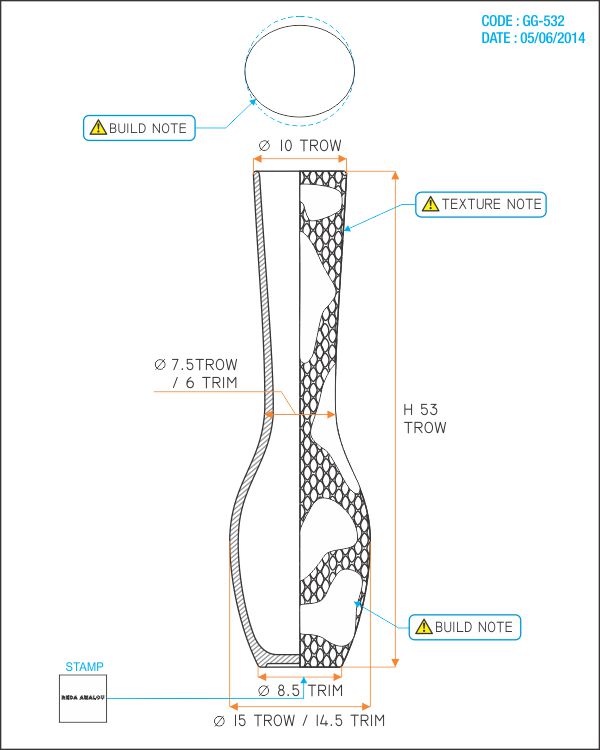 CODE : GG-532
DATE : 05/06/2014
BUILD NOTE
Ø 10 TROW
TEXTURE NOTE
Ø 7.5TROW
/ 6 TRIM
H 53
TROW
BUILD NOTE
STAMP
REDA AMALOU
Ø 8.5 TRIM
Ø 15 TROW / 14.5 TRIM